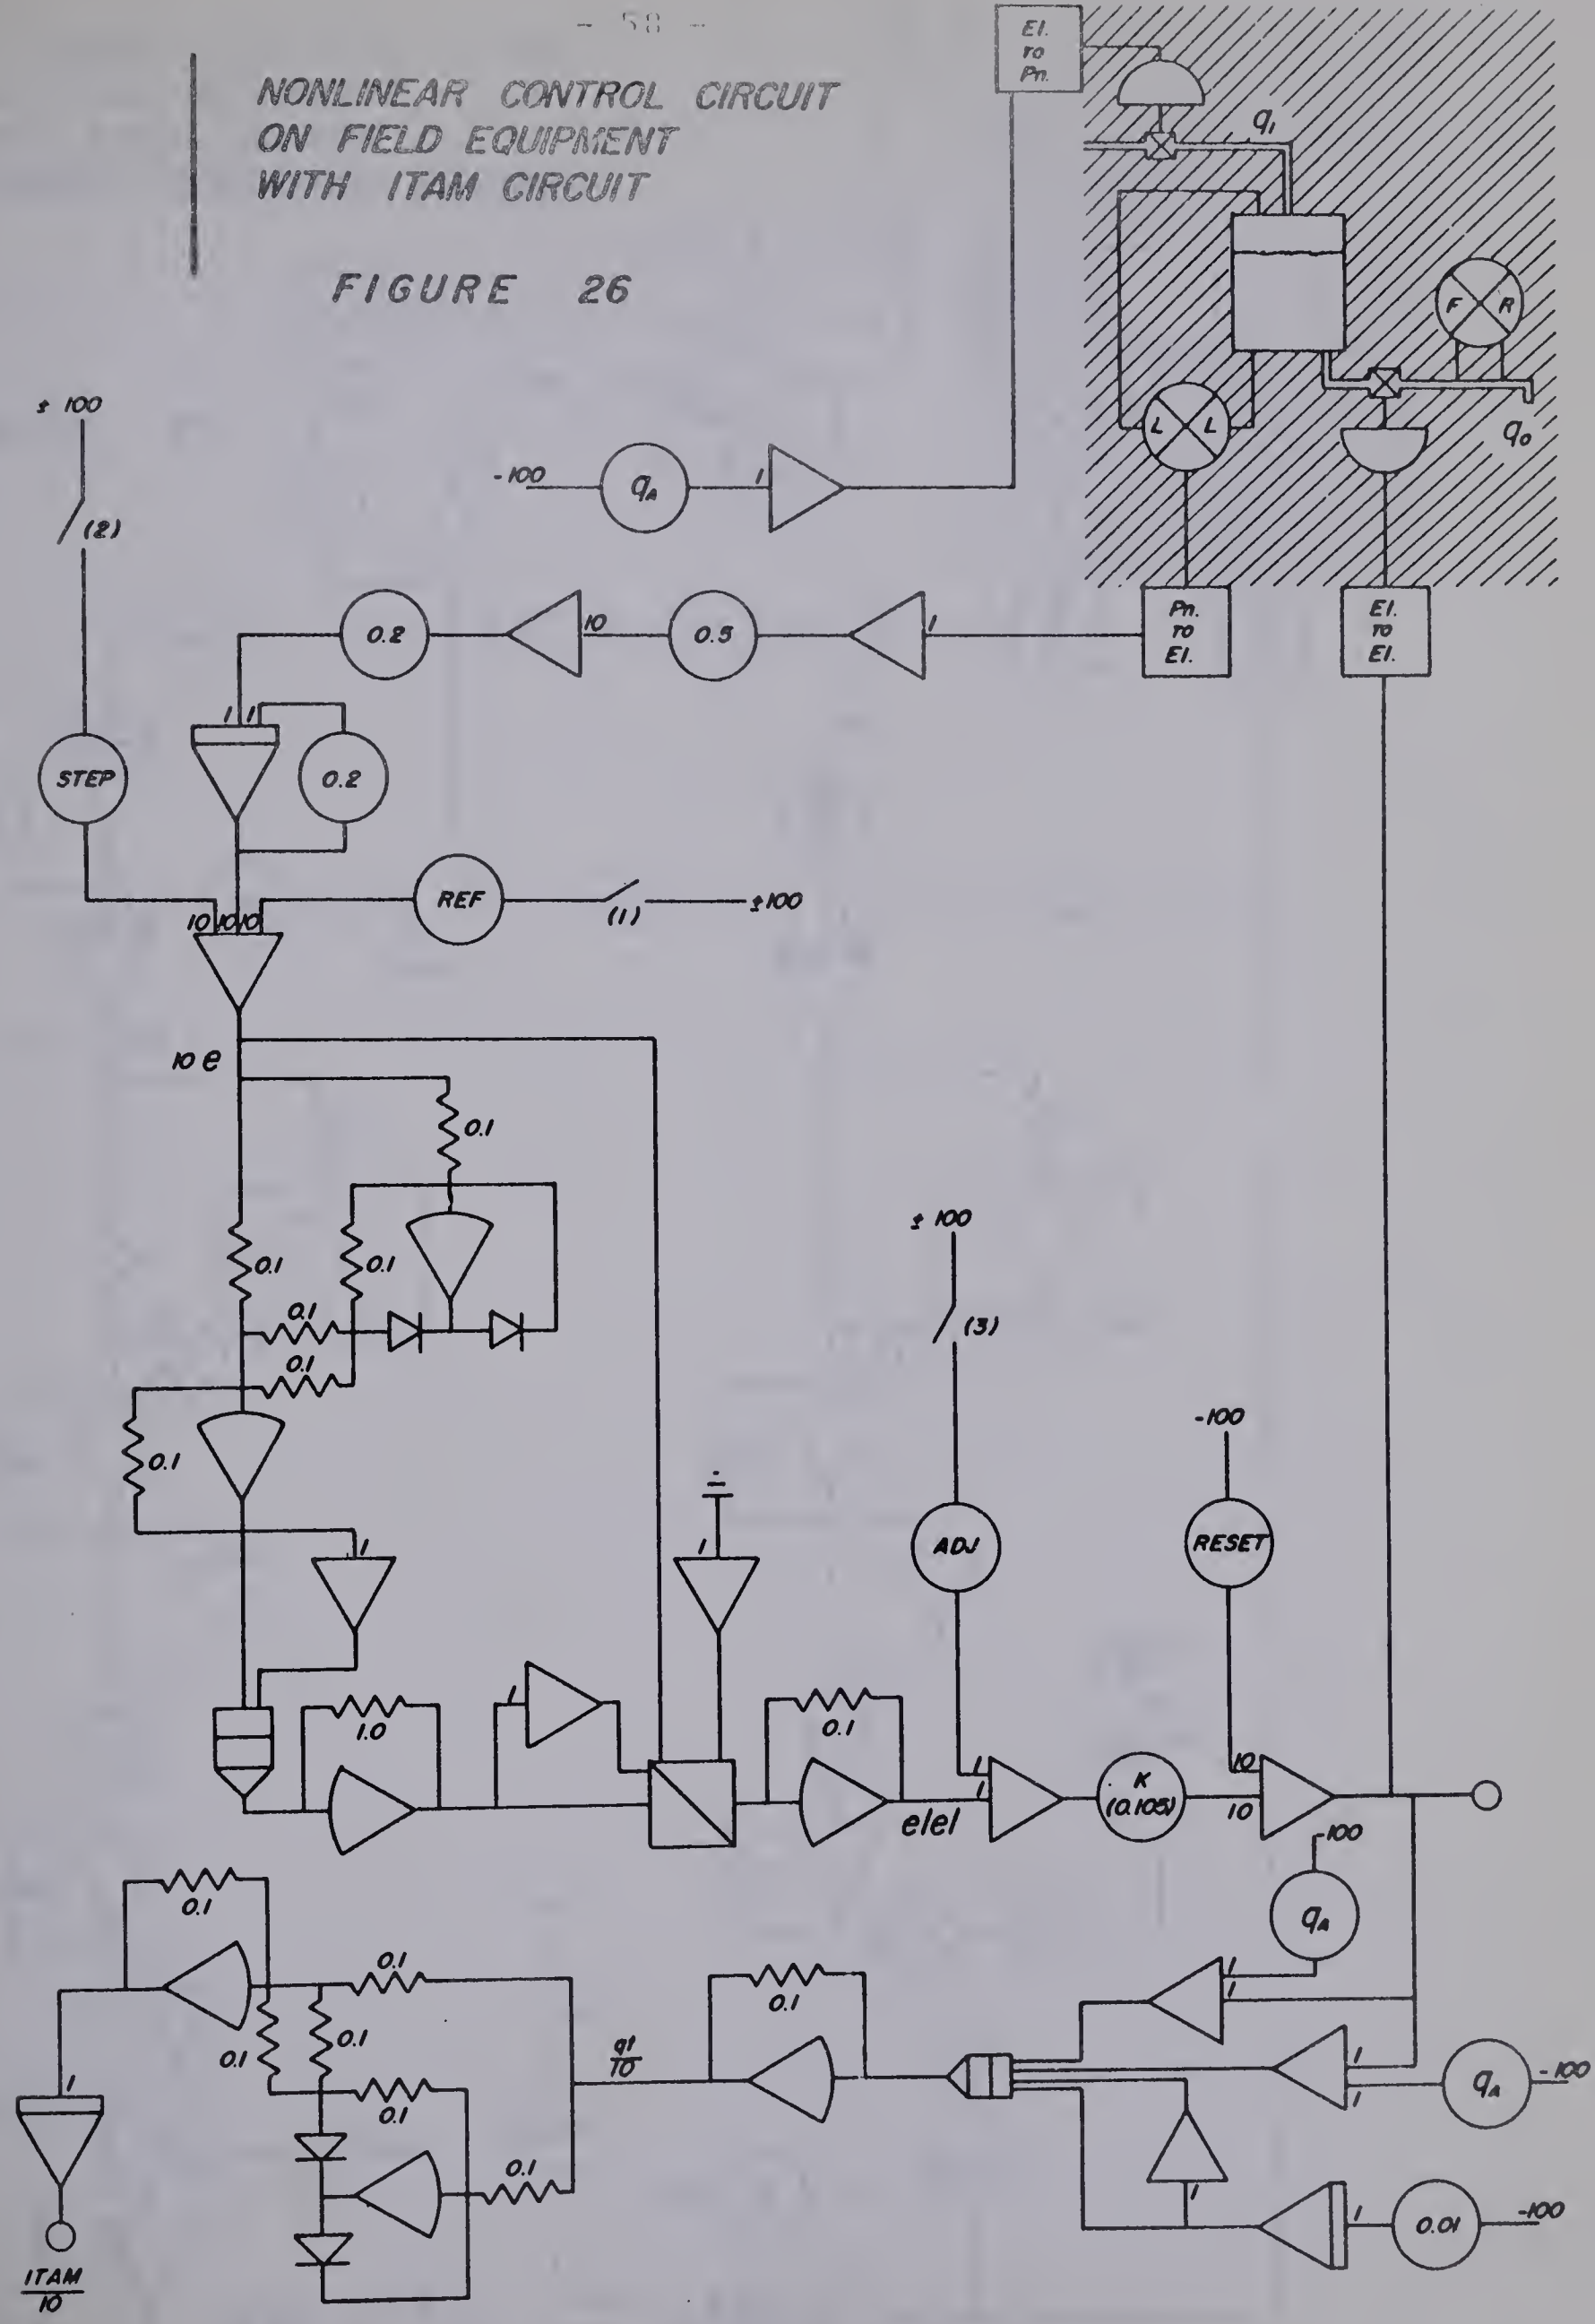 - 58 -
NONLINEAR CONTROL CIRCUIT
ON FIELD EQUIPMENT
WITH ITAM CIRCUIT
FIGURE 26
El.
TO
Pn.
q₁
F R
L L
q₀
± 100
(2)
-100
qA
1
0.2
10
0.5
1
Pn.
TO
El.
El.
TO
El.
1 1
STEP
0.2
REF
(1)
±100
10 10 10
10 e
0.1
0.1
0.1
0.1
0.1
0.1
± 100
(3)
-100
ADJ
RESET
1
1
1.0
1
0.1
e|e|
1
1
K
(0.105)
10
10
-100
qA
0.1
0.1
0.1
0.1
0.1
0.1
qt
10
0.1
1
1
1
1
qA
-100
1
1
1
0.01
-100
ITAM
10